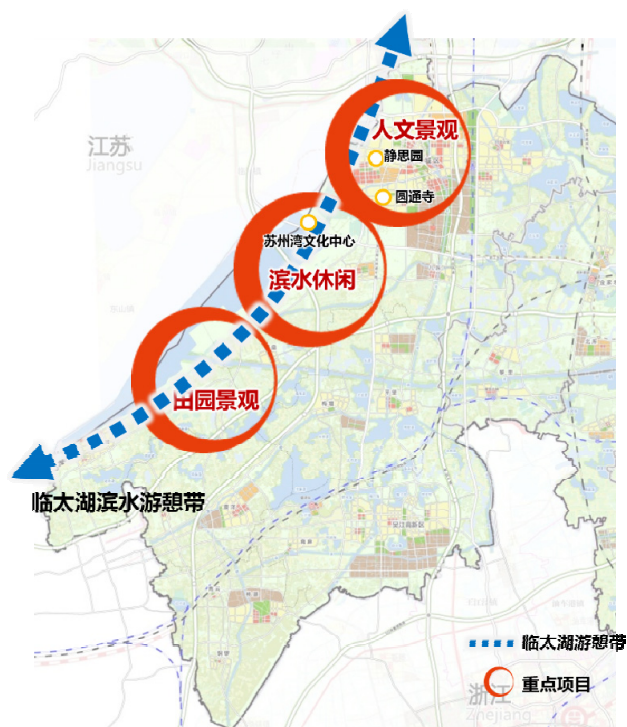 人文景观
静思园
圆通寺
江苏
Jiangsu
苏州湾文化中心
滨水休闲
田园景观
临太湖滨水游憩带
临太湖游憩带
重点项目
浙江
Zhejiang